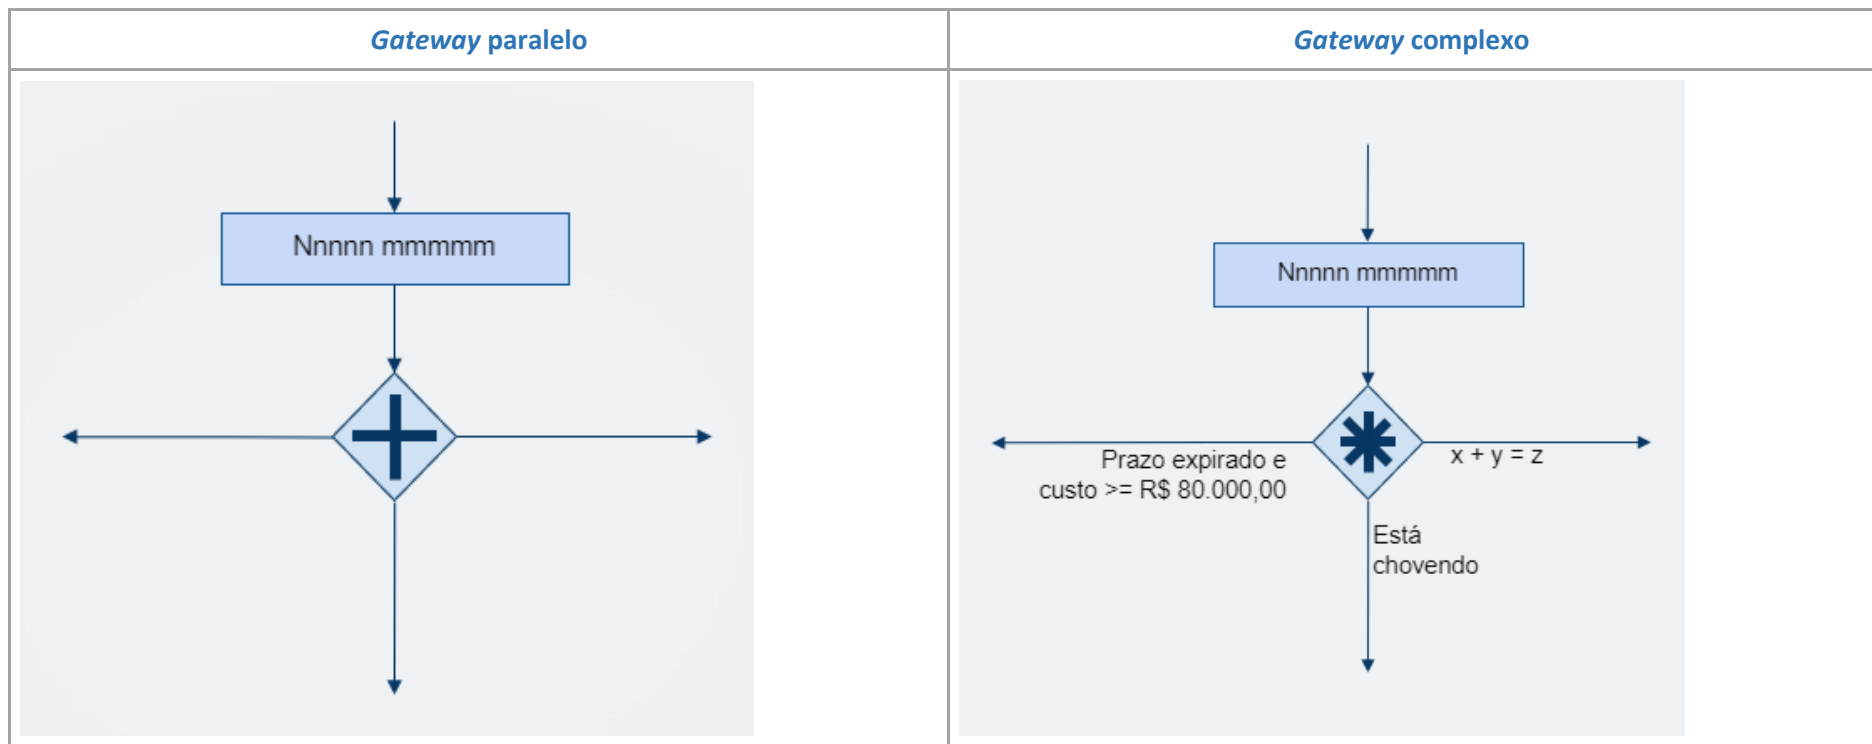 Gateway paralelo
Gateway complexo
Nnnnn mmmmm
Nnnnn mmmmm
Prazo expirado e
custo >= R$ 80.000,00
x + y = z
Está
chovendo